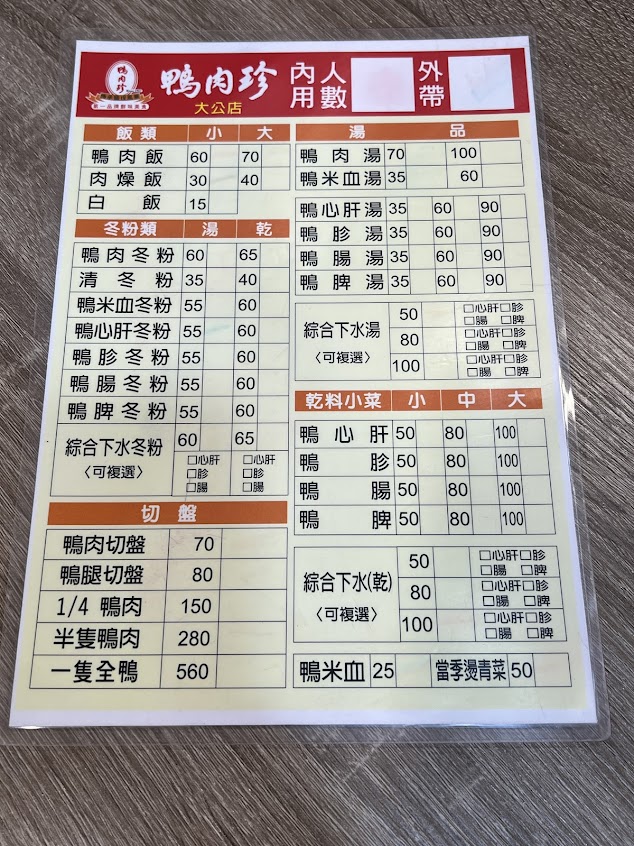 鴨肉珍
鴨肉珍
大公店
內用
人數
外帶
飯類 小 大
鴨肉飯 60 70
肉燥飯 30 40
白飯 15
冬粉類 湯 乾
鴨肉冬粉 60 65
清冬粉 35 40
鴨米血冬粉 55 60
鴨心肝冬粉 55 60
鴨胗冬粉 55 60
鴨腸冬粉 55 60
鴨脾冬粉 55 60
綜合下水冬粉 60 65
〈可複選〉
□心肝 □心肝
□胗 □胗
□腸 □腸
切盤
鴨肉切盤 70
鴨腿切盤 80
1/4 鴨肉 150
半隻鴨肉 280
一隻全鴨 560
湯品
鴨肉湯 70 100
鴨米血湯 35 60
鴨心肝湯 35 60 90
鴨胗湯 35 60 90
鴨腸湯 35 60 90
鴨脾湯 35 60 90
綜合下水湯
〈可複選〉
50 □心肝□胗
□腸 □脾
80 □心肝□胗
□腸 □脾
100 □心肝□胗
□腸 □脾
乾料小菜 小 中 大
鴨心肝 50 80 100
鴨胗 50 80 100
鴨腸 50 80 100
鴨脾 50 80 100
綜合下水(乾)
〈可複選〉
50 □心肝□胗
□腸 □脾
80 □心肝□胗
□腸 □脾
100 □心肝□胗
□腸 □脾
鴨米血 25 當季燙青菜 50